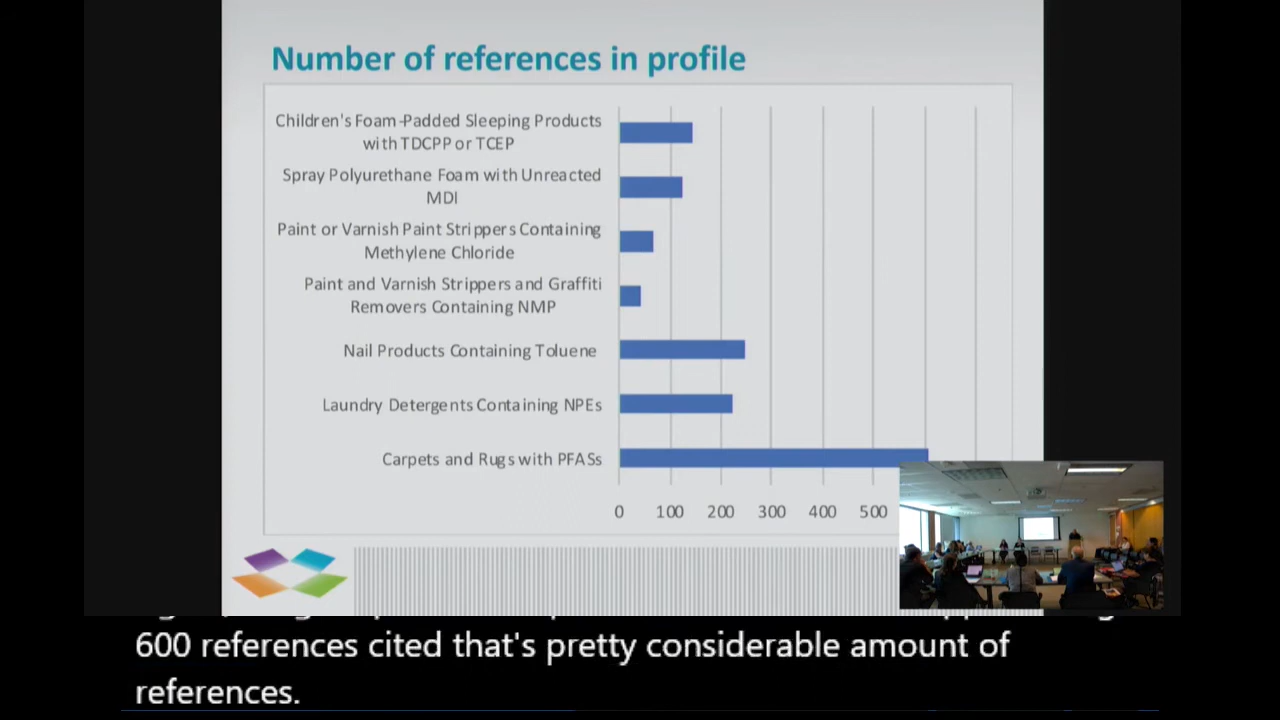 Number of references in profile
Children's Foam-Padded Sleeping Products
with TDCPP or TCEP
Spray Polyurethane Foam with Unreacted
MDI
Paint or Varnish Paint Strippers Containing
Methylene Chloride
Paint and Varnish Strippers and Graffiti
Removers Containing NMP
Nail Products Containing Toluene
Laundry Detergents Containing NPEs
Carpets and Rugs with PFASs
0 100 200 300 400 500
600 references cited that's pretty considerable amount of
references.